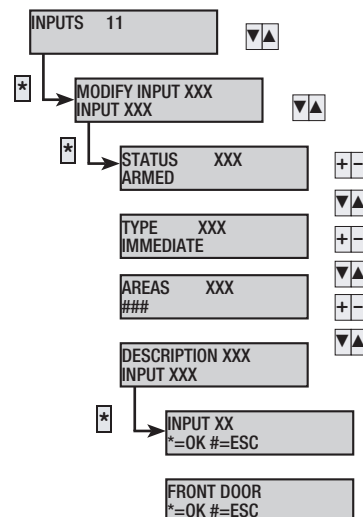 INPUTS 11
▼▲
*
MODIFY INPUT XXX
INPUT XXX
▼▲
*
STATUS XXX
ARMED
+ −
▼▲
TYPE XXX
IMMEDIATE
+ −
▼▲
AREAS XXX
###
+ −
▼▲
DESCRIPTION XXX
INPUT XXX
*
INPUT XX
*=OK #=ESC
FRONT DOOR
*=OK #=ESC